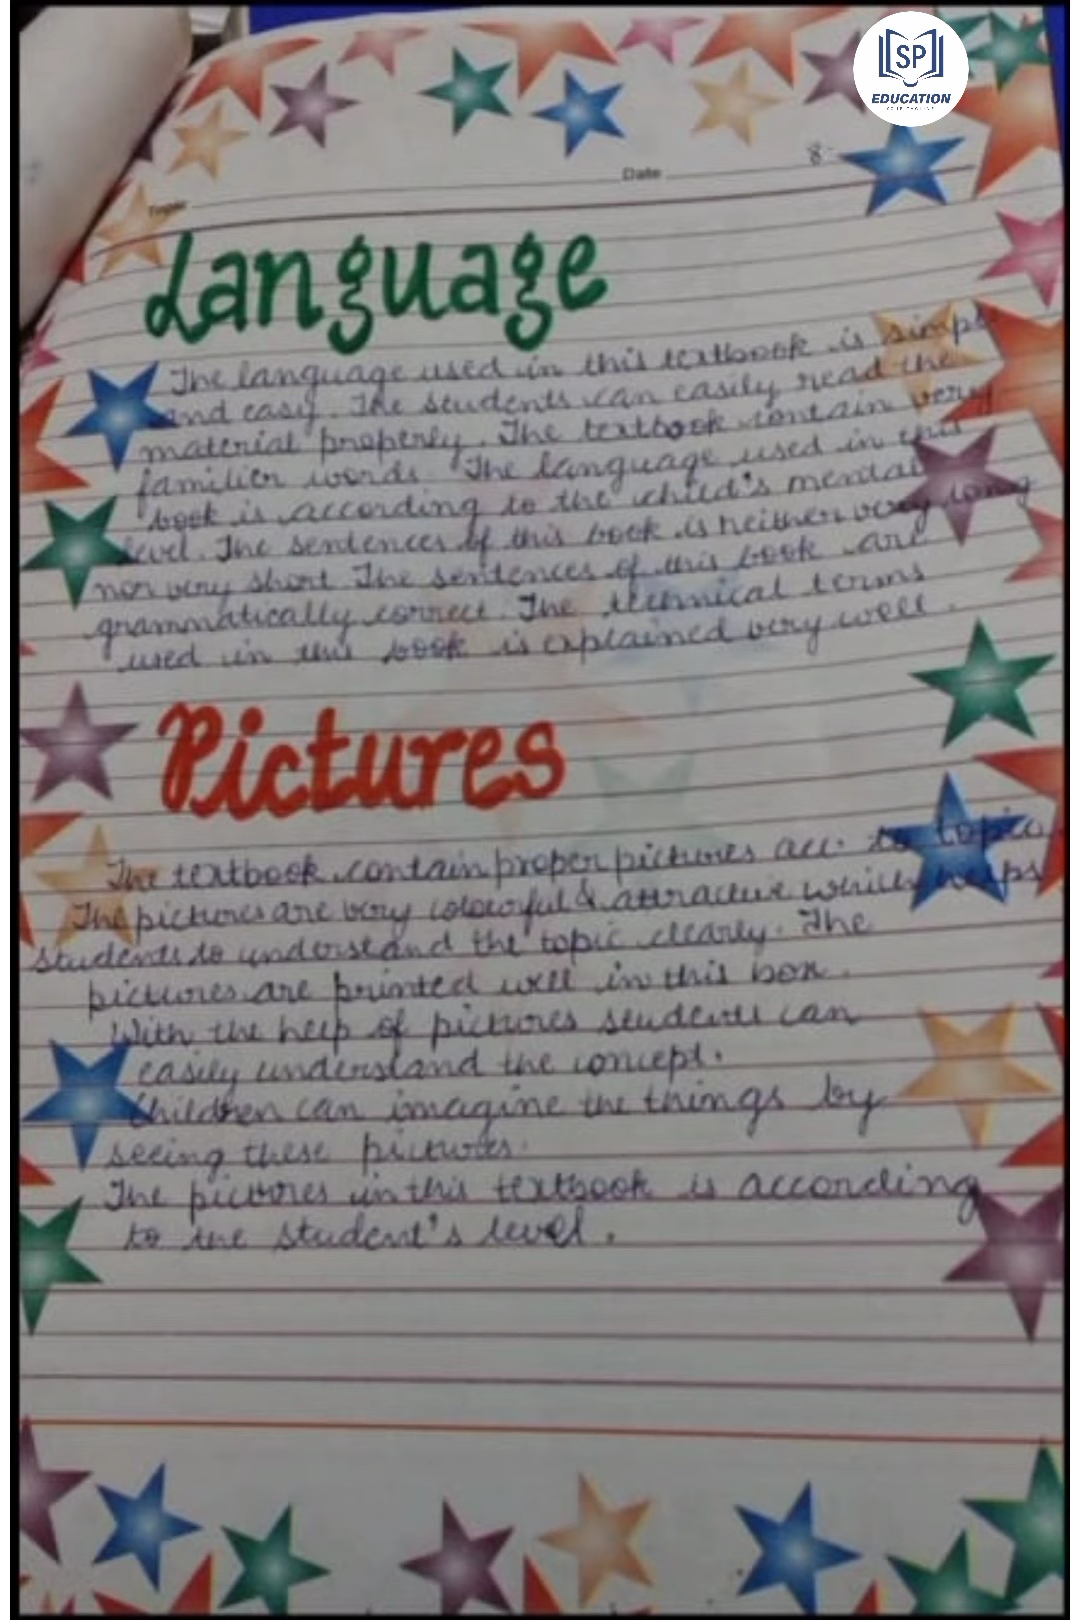 SP
EDUCATION
Date
8
Topic
Language
The language used in this textbook is simple
and easy. The students can easily read the
material properly. The textbook contain very
familier words. The language used in this
book is according to the child's mental
level. The sentences of this book is neither very long
nor very short. The sentences of this book are
grammatically correct. The technical terms
used in this book is explained very well.
Pictures
The textbook contain proper pictures acc. to topic
The pictures are very colourful & attractive which helps
students to understand the topic clearly. The
pictures are printed well in this box.
With the help of pictures students can
easily understand the concept.
Children can imagine the things by
seeing these pictures.
The pictures in this textbook is according
to the student's level.